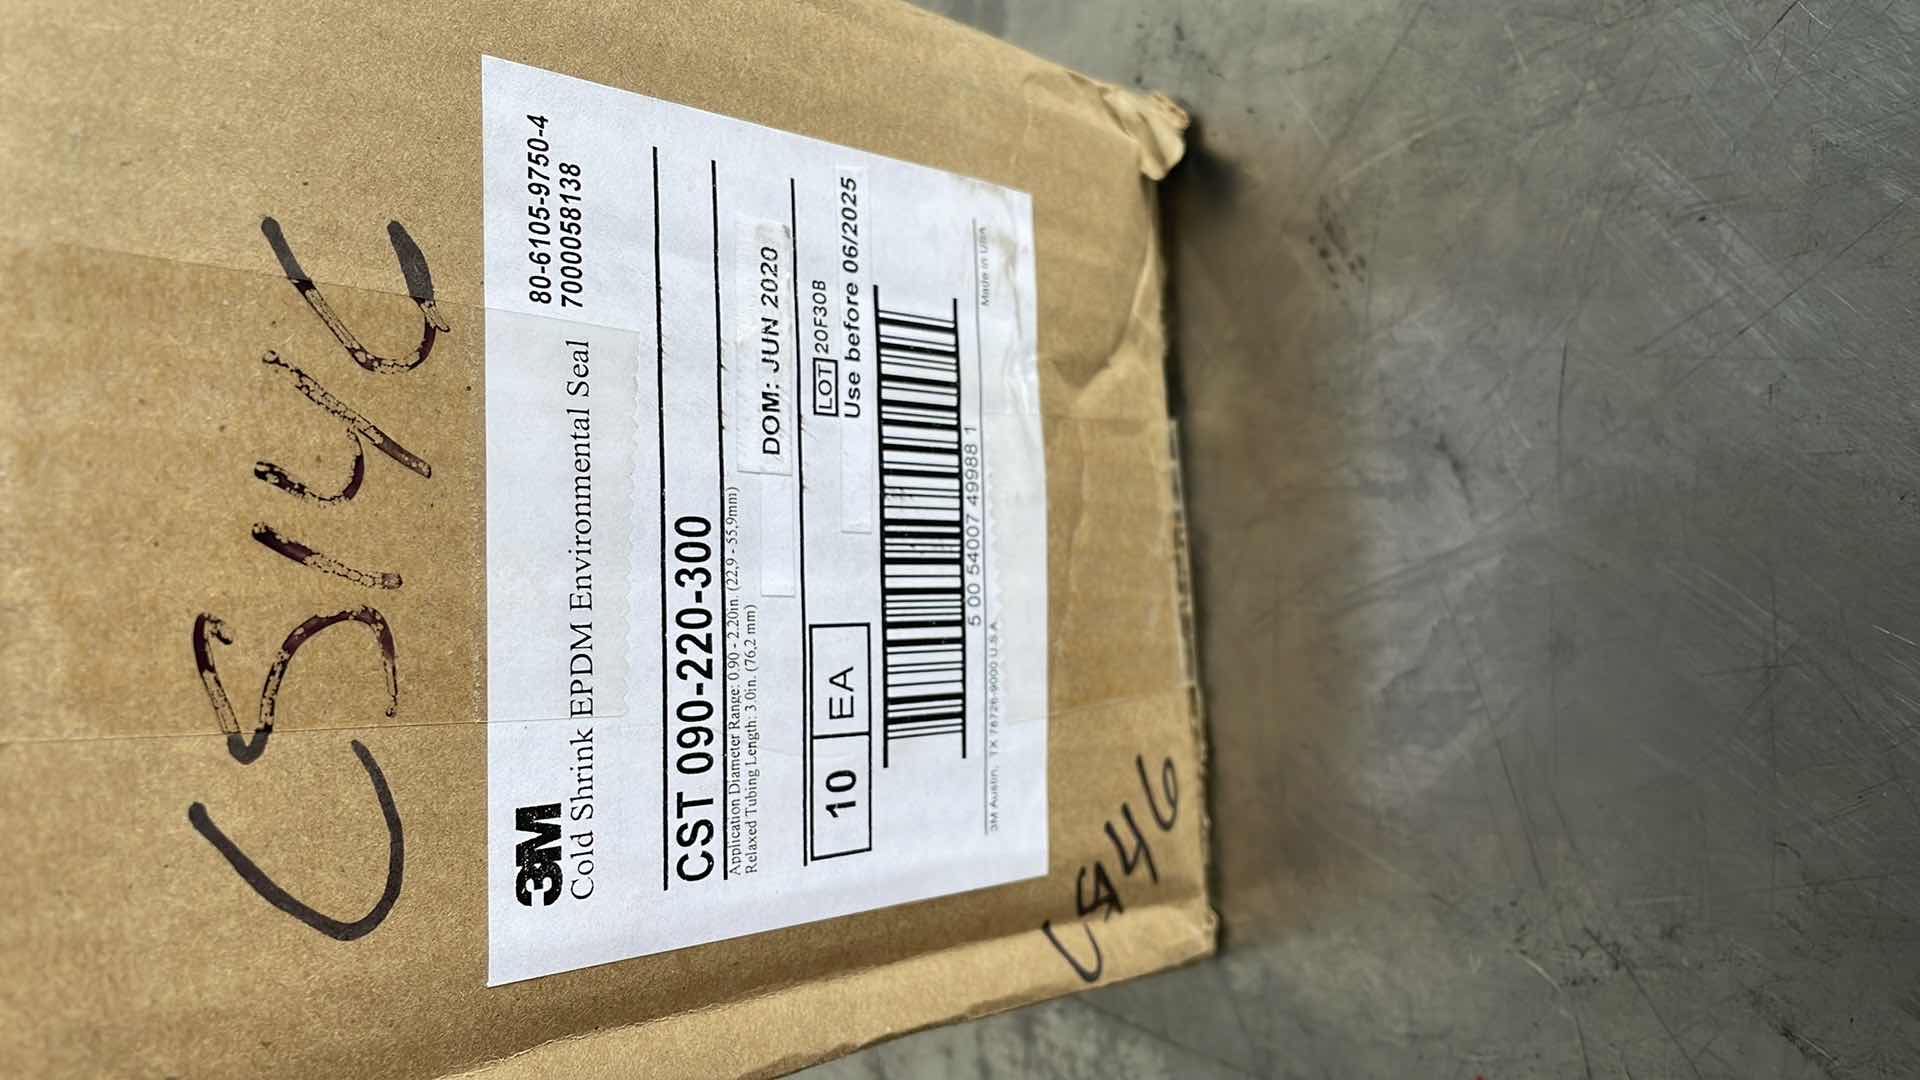 3M
80-6105-9750-4
Cold Shrink EPDM Environmental Seal
7000058138
CST 090-220-300
Application Diameter Range: 0.90 - 2.20in. (22,9 - 55,9mm)
Relaxed Tubing Length: 3.0in. (76,2 mm)
DOM: JUN 2020
10 EA
LOT 20F30B
Use before 06/2025
5 00 54007 49988 1
3M Austin, TX 78726-9000 U.S.A.
Made in USA